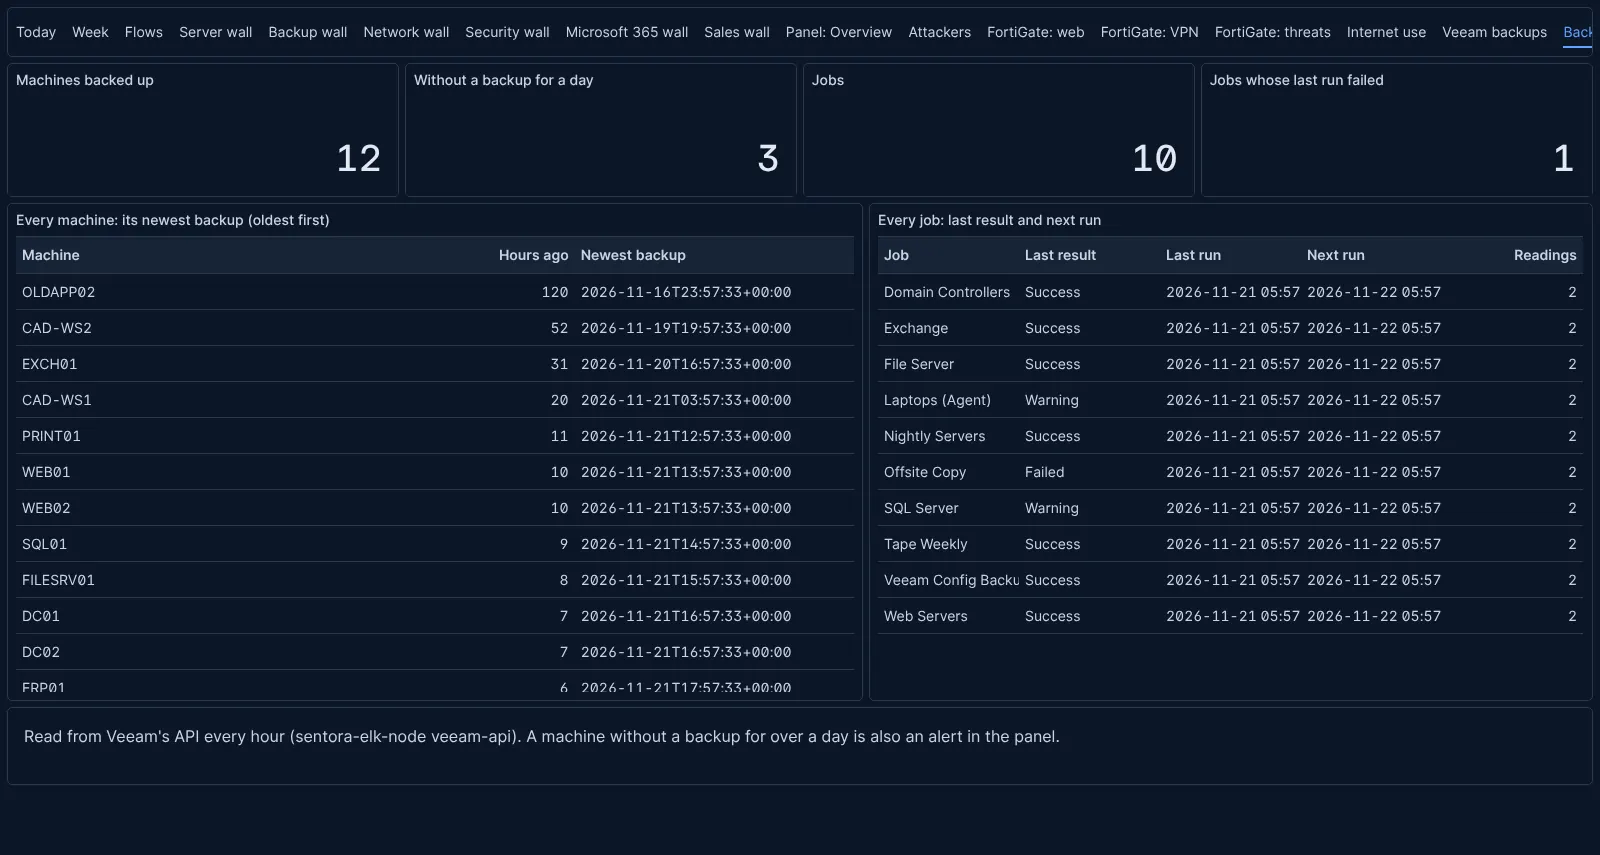 Today Week Flows Server wall Backup wall Network wall Security wall Microsoft 365 wall Sales wall Panel: Overview Attackers FortiGate: web FortiGate: VPN FortiGate: threats Internet use Veeam backups Back
Machines backed up
12
Without a backup for a day
3
Jobs
10
Jobs whose last run failed
1
Every machine: its newest backup (oldest first)
Machine Hours ago Newest backup
OLDAPP02 120 2026-11-16T23:57:33+00:00
CAD-WS2 52 2026-11-19T19:57:33+00:00
EXCH01 31 2026-11-20T16:57:33+00:00
CAD-WS1 20 2026-11-21T03:57:33+00:00
PRINT01 11 2026-11-21T12:57:33+00:00
WEB01 10 2026-11-21T13:57:33+00:00
WEB02 10 2026-11-21T13:57:33+00:00
SQL01 9 2026-11-21T14:57:33+00:00
FILESRV01 8 2026-11-21T15:57:33+00:00
DC01 7 2026-11-21T16:57:33+00:00
DC02 7 2026-11-21T16:57:33+00:00
ERP01 6 2026-11-21T17:57:33+00:00
Every job: last result and next run
Job Last result Last run Next run Readings
Domain Controllers Success 2026-11-21 05:57 2026-11-22 05:57 2
Exchange Success 2026-11-21 05:57 2026-11-22 05:57 2
File Server Success 2026-11-21 05:57 2026-11-22 05:57 2
Laptops (Agent) Warning 2026-11-21 05:57 2026-11-22 05:57 2
Nightly Servers Success 2026-11-21 05:57 2026-11-22 05:57 2
Offsite Copy Failed 2026-11-21 05:57 2026-11-22 05:57 2
SQL Server Warning 2026-11-21 05:57 2026-11-22 05:57 2
Tape Weekly Success 2026-11-21 05:57 2026-11-22 05:57 2
Veeam Config Backu Success 2026-11-21 05:57 2026-11-22 05:57 2
Web Servers Success 2026-11-21 05:57 2026-11-22 05:57 2
Read from Veeam's API every hour (sentora-elk-node veeam-api). A machine without a backup for over a day is also an alert in the panel.